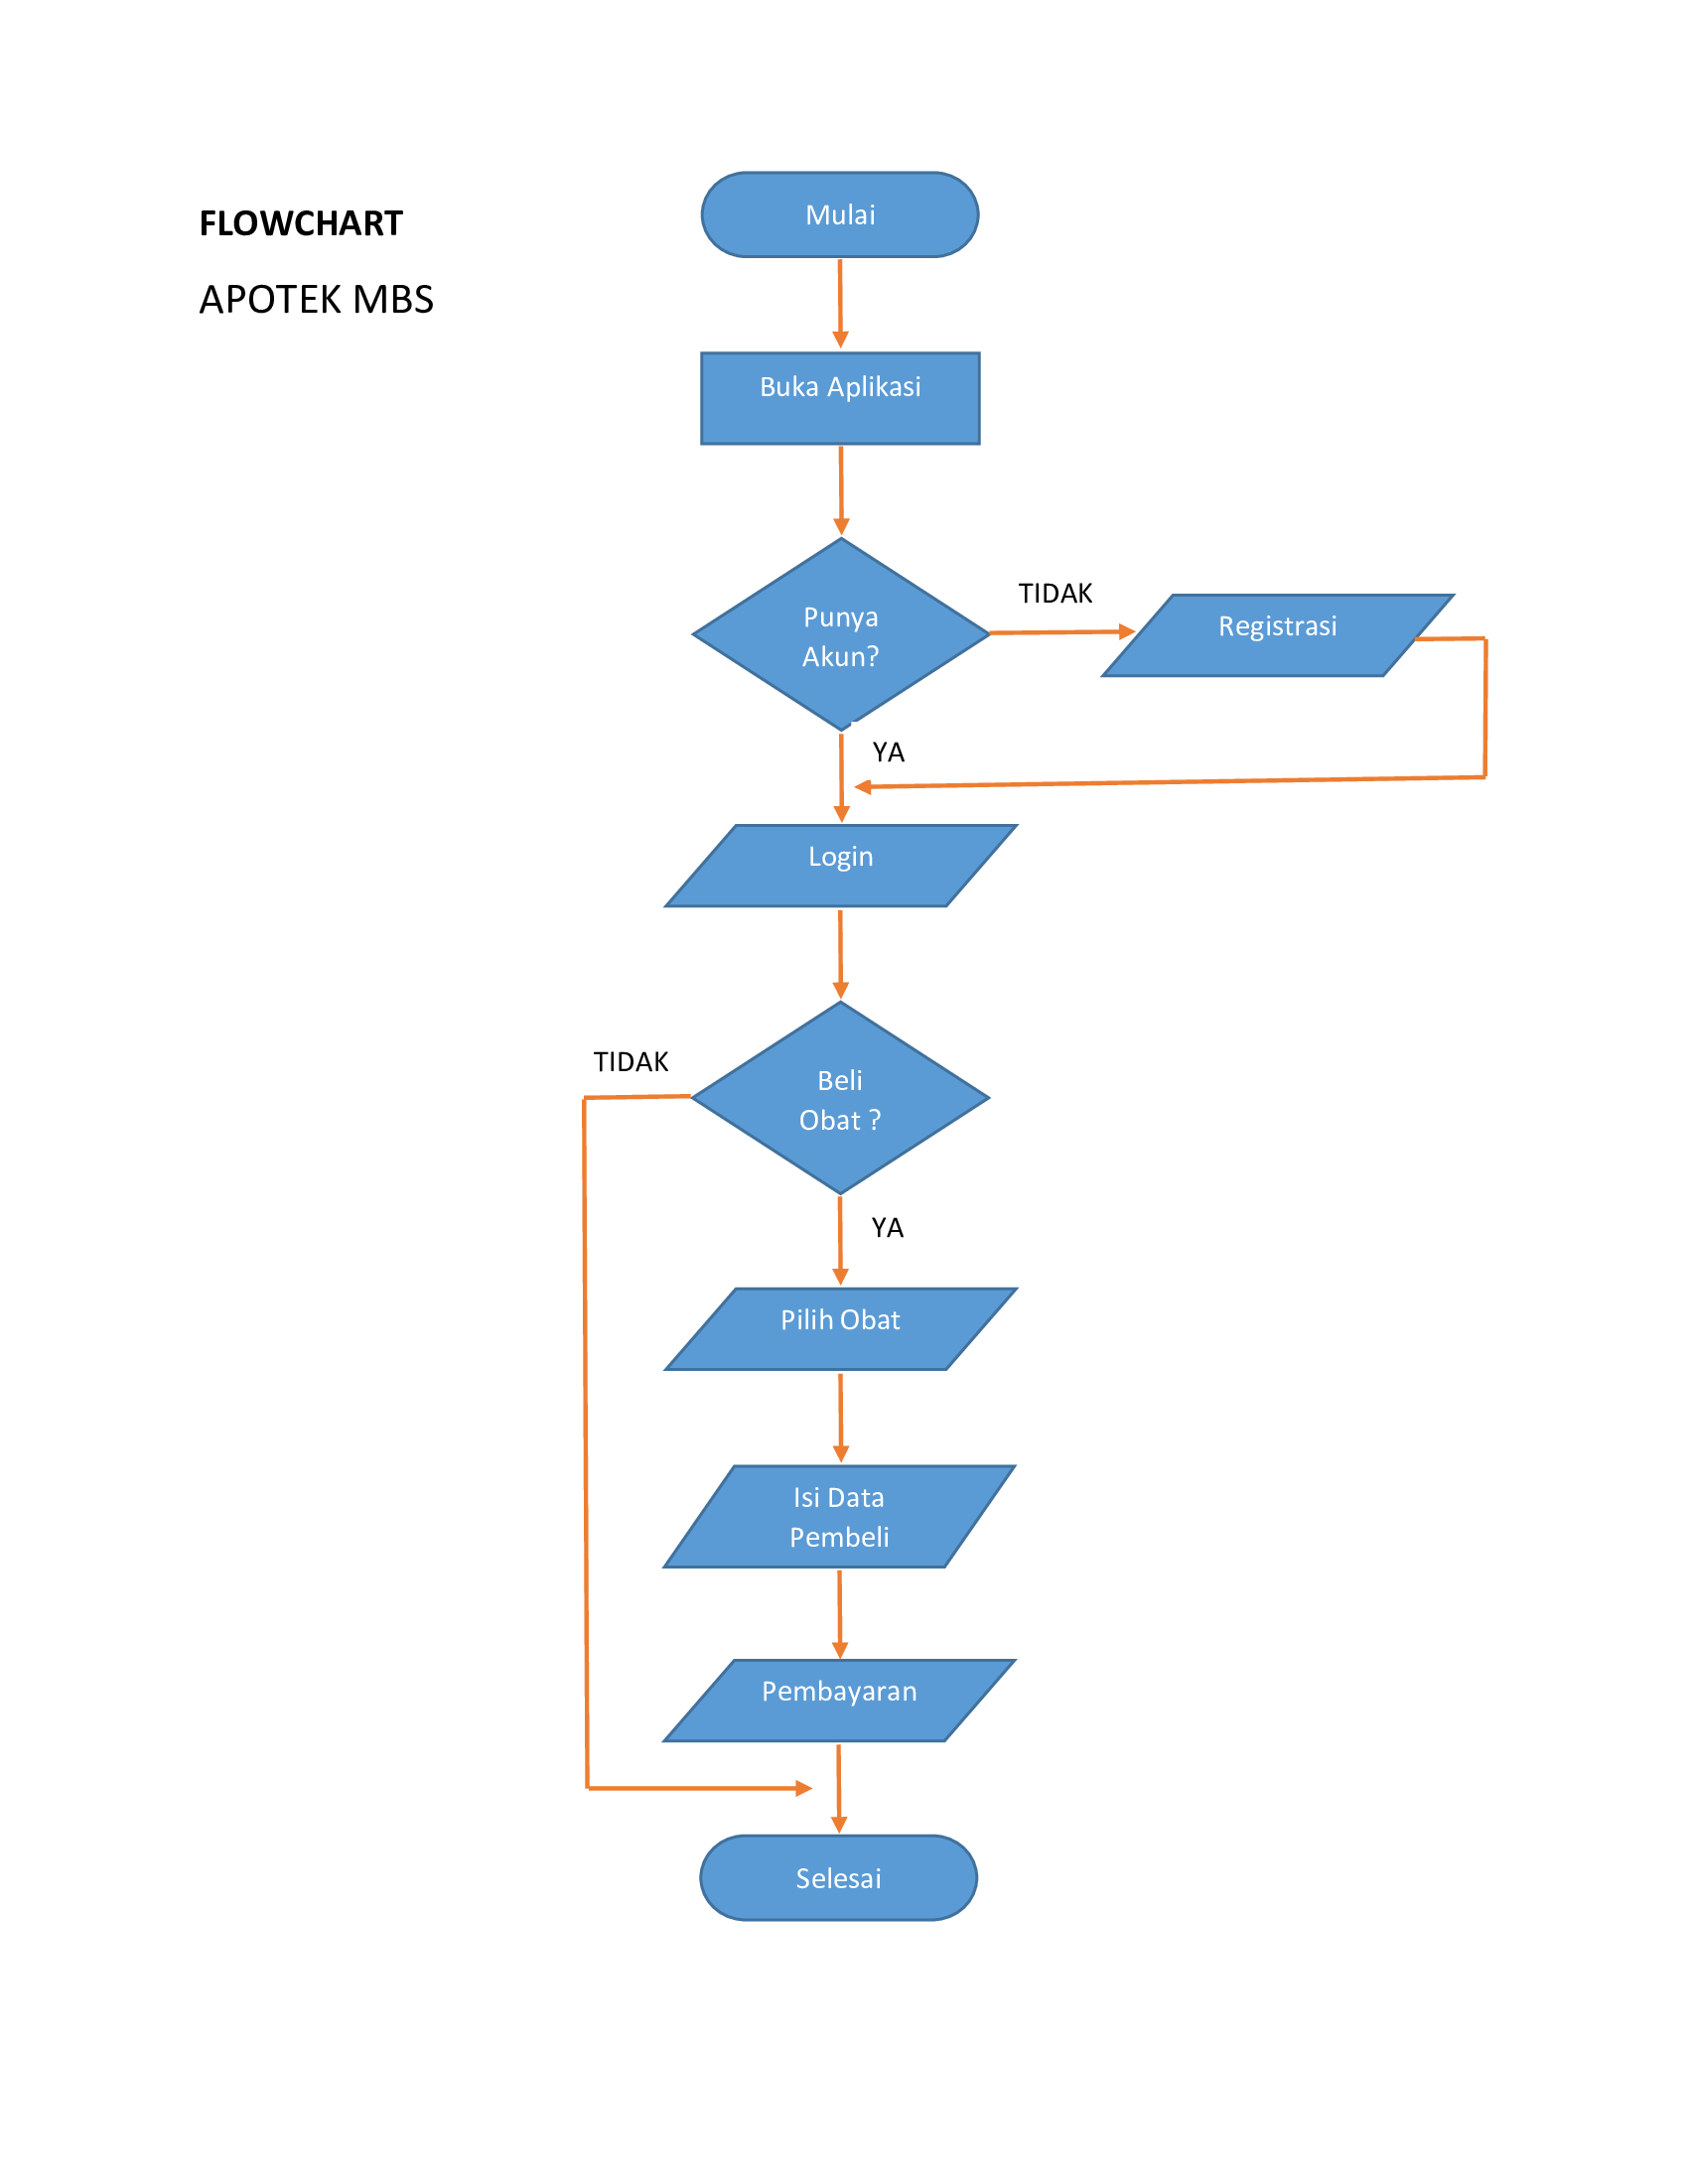 FLOWCHART
APOTEK MBS
Mulai
Buka Aplikasi
Punya
Akun?
TIDAK
Registrasi
YA
Login
Beli
Obat ?
TIDAK
YA
Pilih Obat
Isi Data
Pembeli
Pembayaran
Selesai